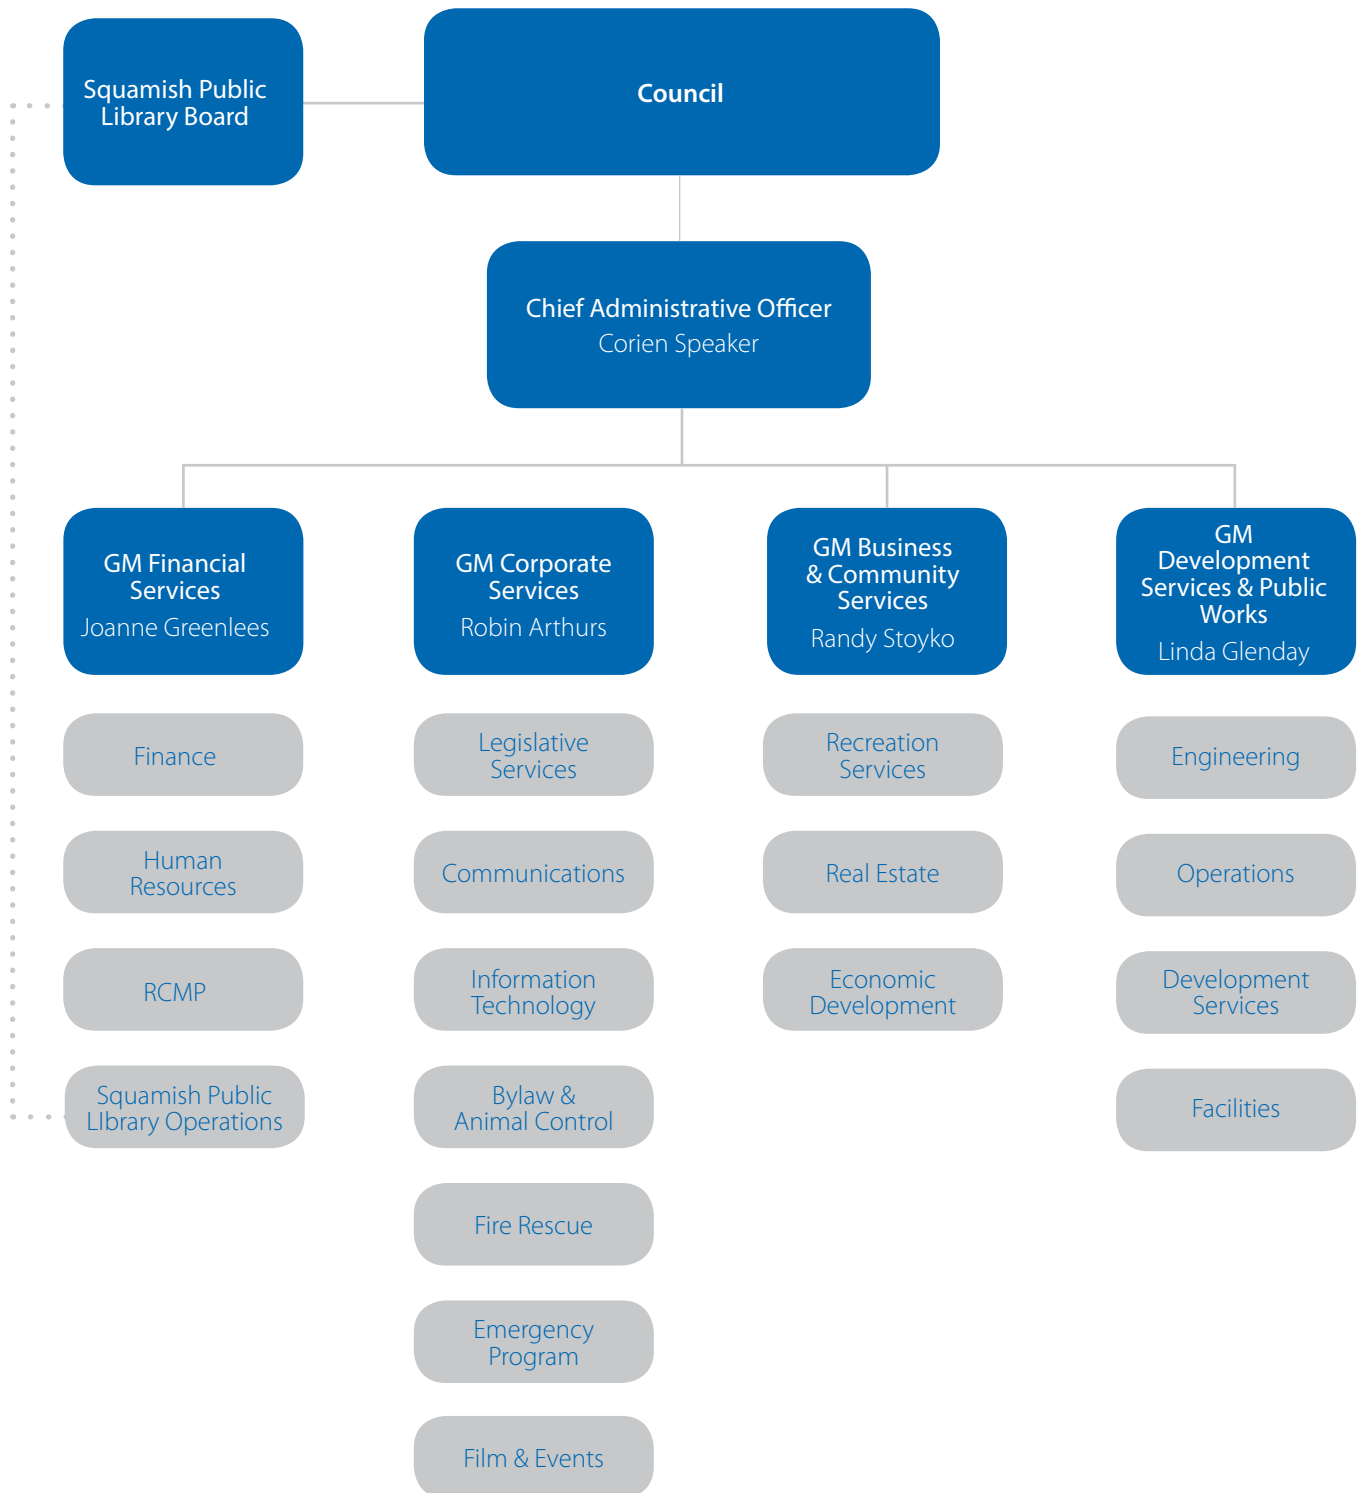 Squamish Public
Library Board
Council
Chief Administrative Officer
Corien Speaker
GM Financial
Services
Joanne Greenlees
GM Corporate
Services
Robin Arthurs
GM Business
& Community
Services
Randy Stoyko
GM
Development
Services & Public
Works
Linda Glenday
Finance
Human
Resources
RCMP
Squamish Public
LIbrary Operations
Legislative
Services
Communications
Information
Technology
Bylaw &
Animal Control
Fire Rescue
Emergency
Program
Film & Events
Recreation
Services
Real Estate
Economic
Development
Engineering
Operations
Development
Services
Facilities